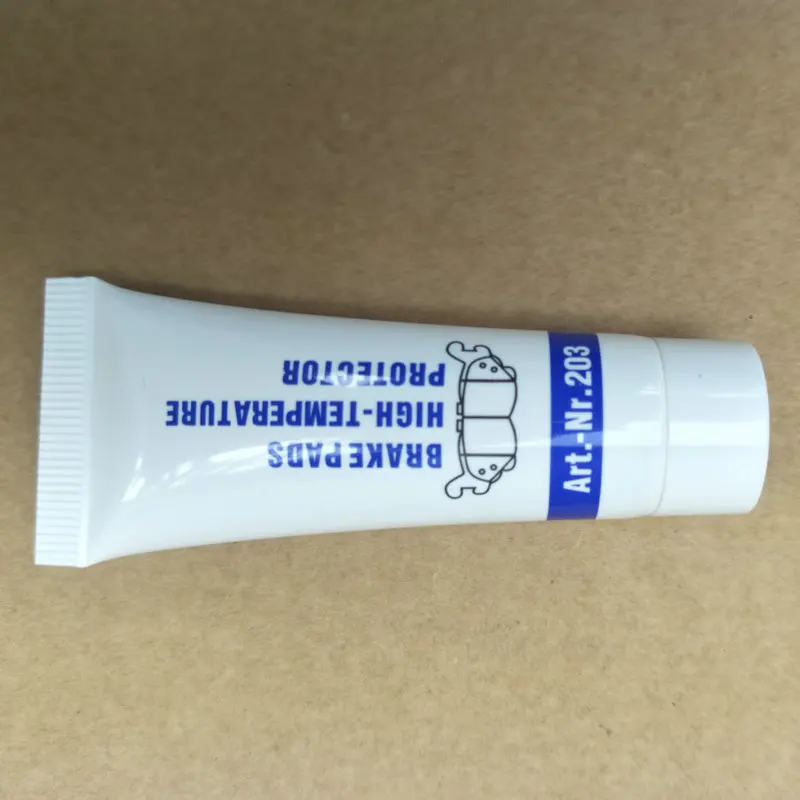 BRAKE PADS
HIGH-TEMPERATURE
PROTECTOR
Art.-Nr.203